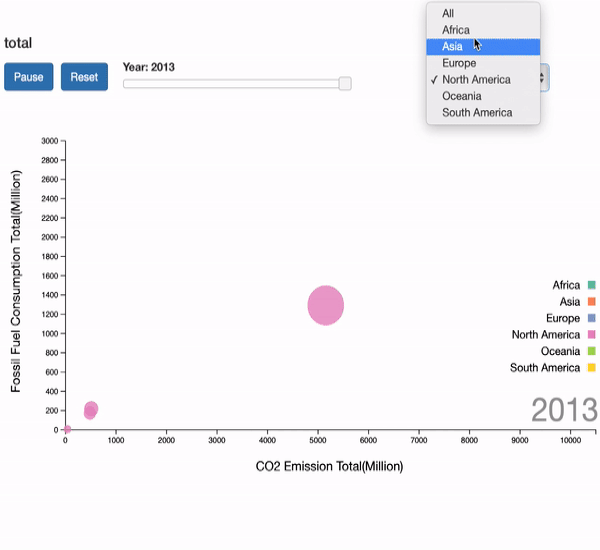 All
Africa
Asia
Europe
✓ North America
Oceania
South America
total
Pause
Reset
Year: 2013
Fossil Fuel Consumption Total(Million)
3000
2800
2600
2400
2200
2000
1800
1600
1400
1200
1000
800
600
400
200
0
0 1000 2000 3000 4000 5000 6000 7000 8000 9000 10000
CO2 Emission Total(Million)
Africa
Asia
Europe
North America
Oceania
South America
2013